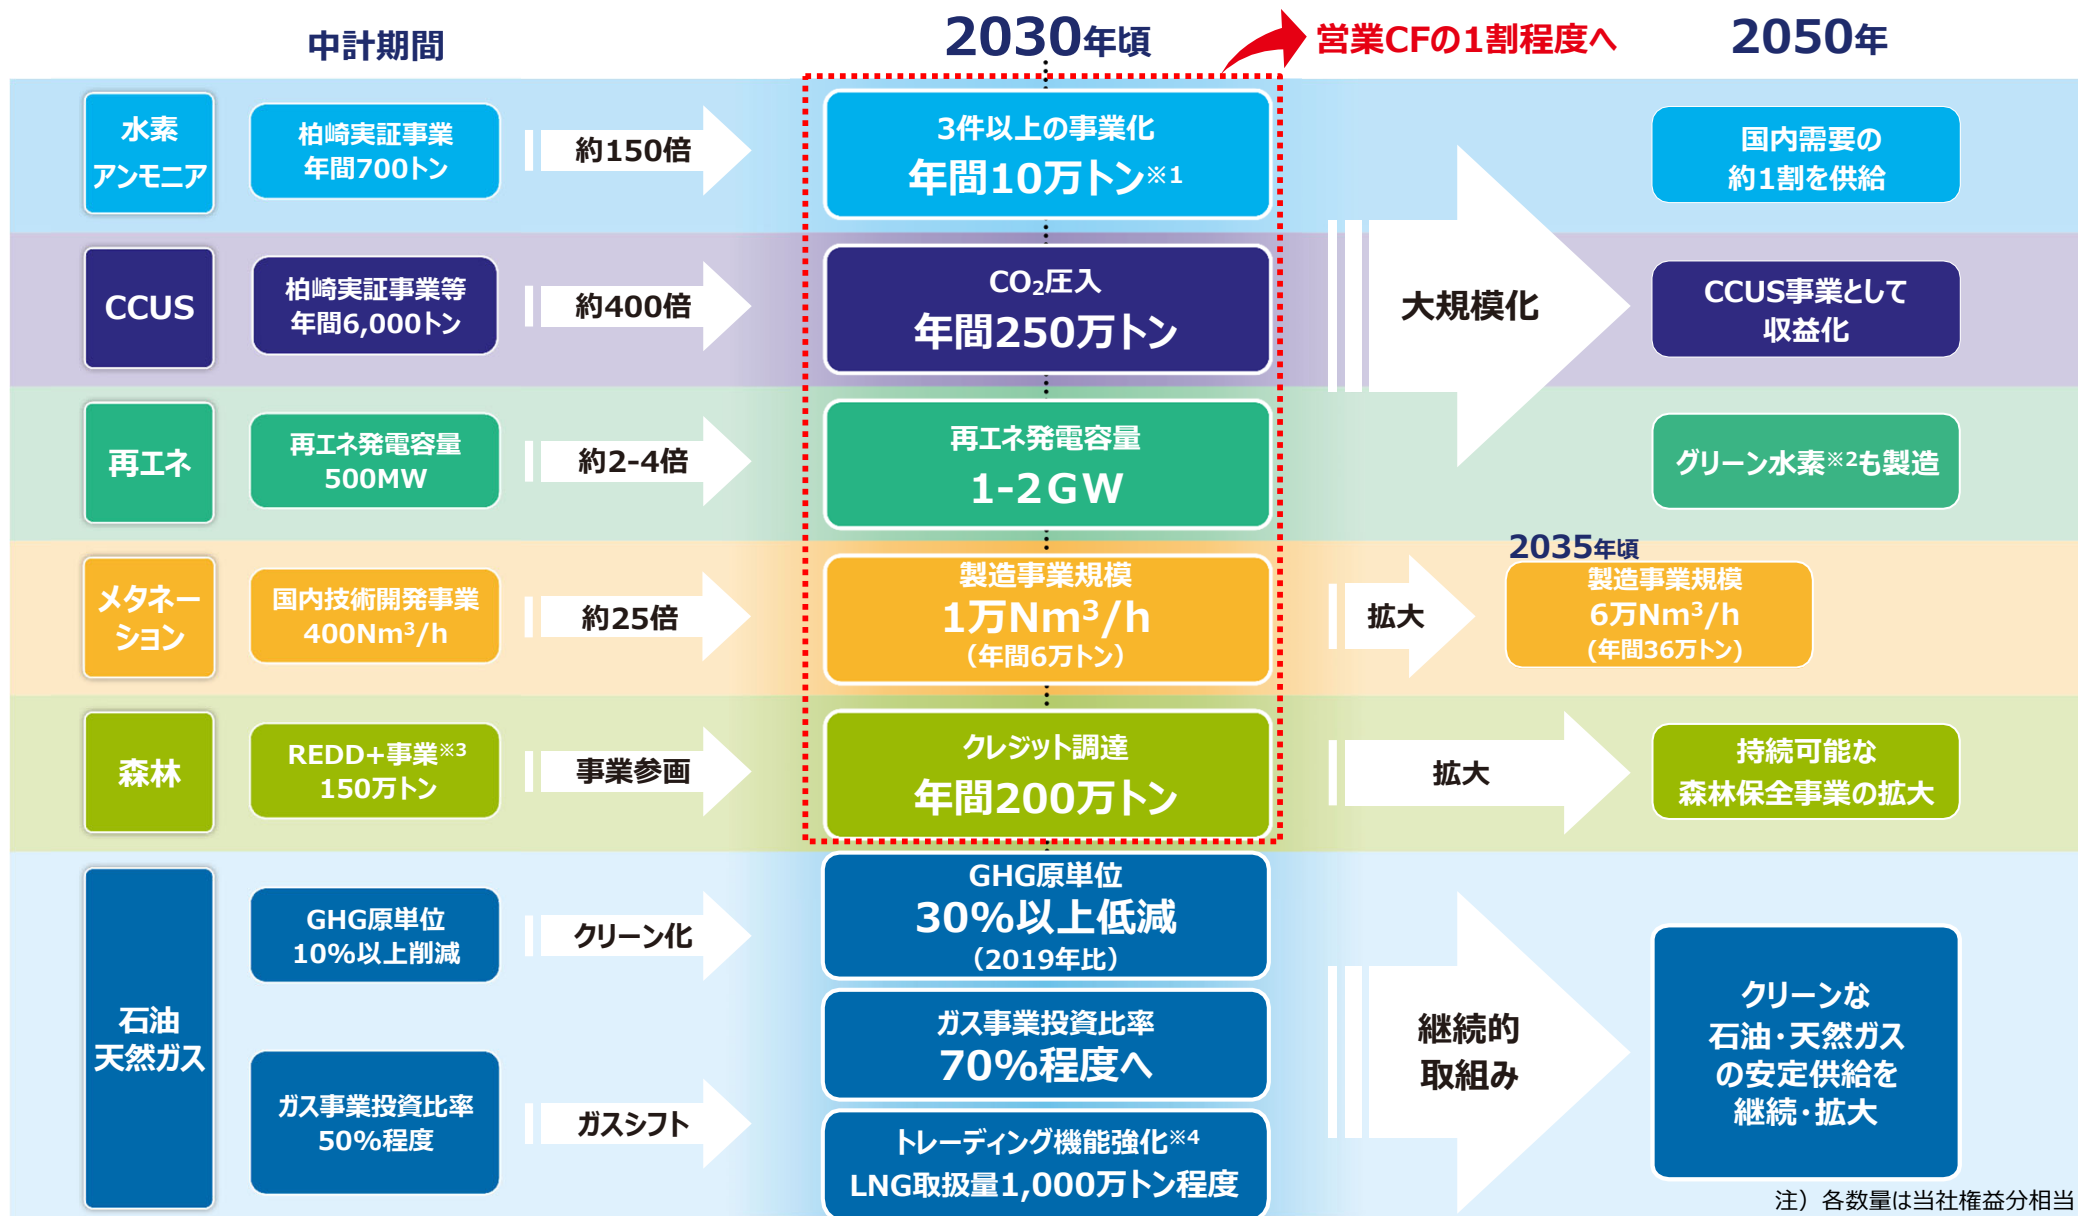 中計期間
2030年頃
営業CFの1割程度へ
2050年
水素
アンモニア
柏崎実証事業
年間700トン
約150倍
3件以上の事業化
年間10万トン※1
国内需要の
約1割を供給
CCUS
柏崎実証事業等
年間6,000トン
約400倍
CO₂圧入
年間250万トン
大規模化
CCUS事業として
収益化
再エネ
再エネ発電容量
500MW
約2-4倍
再エネ発電容量
1-2GW
グリーン水素※2も製造
メタネー
ション
国内技術開発事業
400Nm³/h
約25倍
製造事業規模
1万Nm³/h
（年間6万トン）
拡大
2035年頃
製造事業規模
6万Nm³/h
(年間36万トン)
森林
REDD+事業※3
150万トン
事業参画
クレジット調達
年間200万トン
拡大
持続可能な
森林保全事業の拡大
石油
天然ガス
GHG原単位
10%以上削減
クリーン化
GHG原単位
30%以上低減
（2019年比）
ガス事業投資比率
50%程度
ガスシフト
ガス事業投資比率
70%程度へ
トレーディング機能強化※4
LNG取扱量1,000万トン程度
継続的
取組み
クリーンな
石油・天然ガス
の安定供給を
継続・拡大
注）各数量は当社権益分相当